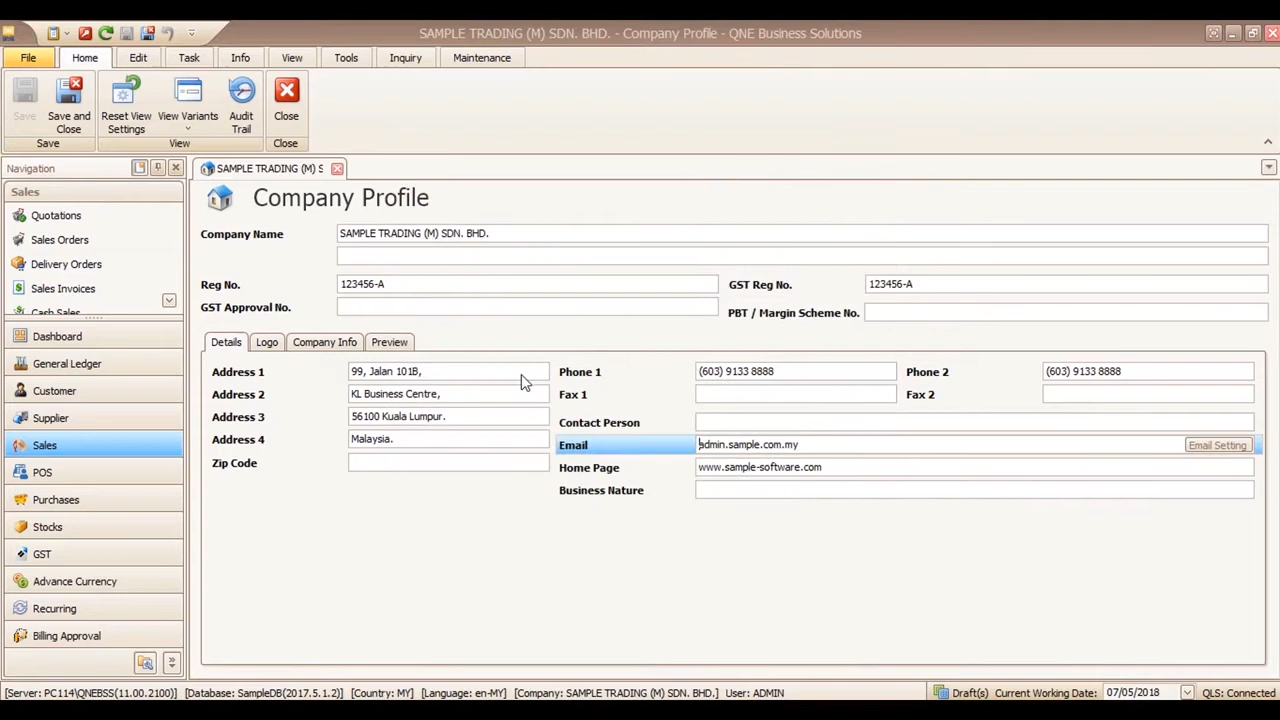 SAMPLE TRADING (M) SDN. BHD. - Company Profile - QNE Business Solutions
File Home Edit Task Info View Tools Inquiry Maintenance
Save Save and Close Reset View Settings View Variants Audit Trail Close
Save View Close
Navigation
SAMPLE TRADING (M) S
Sales
Quotations
Sales Orders
Delivery Orders
Sales Invoices
Cash Sales
Dashboard
General Ledger
Customer
Supplier
Sales
POS
Purchases
Stocks
GST
Advance Currency
Recurring
Billing Approval
Company Profile
Company Name SAMPLE TRADING (M) SDN. BHD.
Reg No. 123456-A GST Reg No. 123456-A
GST Approval No. PBT / Margin Scheme No.
Details Logo Company Info Preview
Address 1 99, Jalan 101B, Phone 1 (603) 9133 8888 Phone 2 (603) 9133 8888
Address 2 KL Business Centre, Fax 1 Fax 2
Address 3 56100 Kuala Lumpur. Contact Person
Address 4 Malaysia. Email admin.sample.com.my Email Setting
Zip Code Home Page www.sample-software.com
Business Nature
[Server: PC114\QNEBSS(11.00.2100)] [Database: SampleDB(2017.5.1.2)] [Country: MY] [Language: en-MY] [Company: SAMPLE TRADING (M) SDN. BHD.] User: ADMIN Draft(s) Current Working Date: 07/05/2018 QLS: Connected